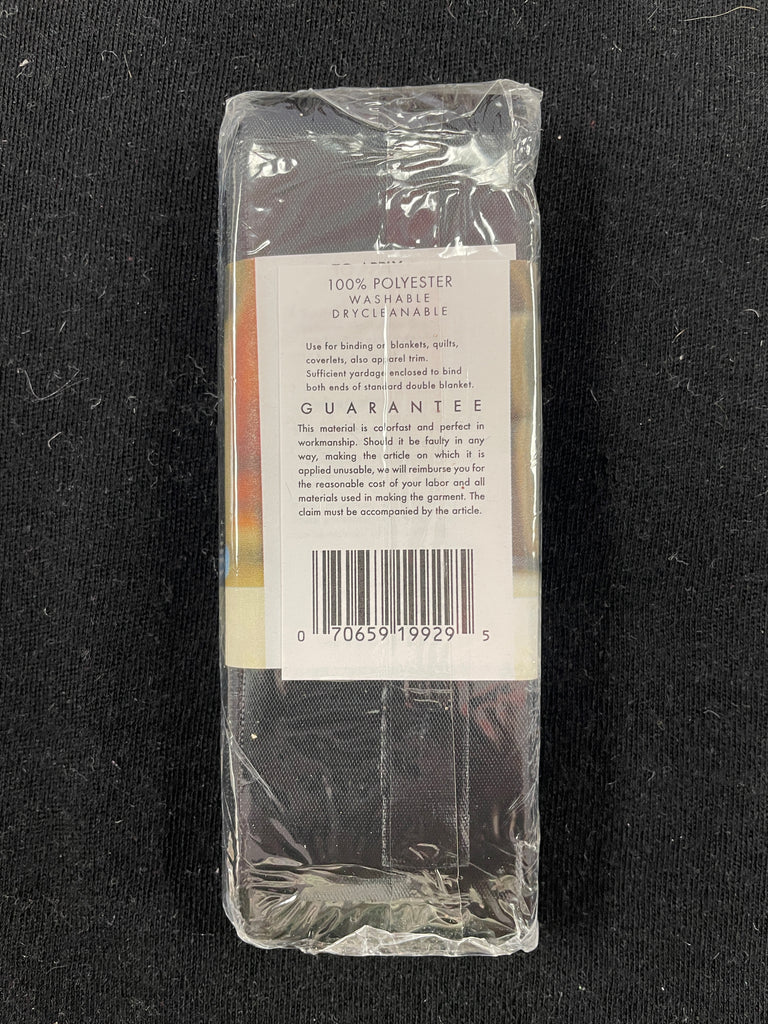 100% POLYESTER
WASHABLE
DRYCLEANABLE
Use for binding on blankets, quilts,
coverlets, also apparel trim.
Sufficient yardage enclosed to bind
both ends of standard double blanket.
GUARANTEE
This material is colorfast and perfect in
workmanship. Should it be faulty in any
way, making the article on which it is
applied unusable, we will reimburse you for
the reasonable cost of your labor and all
materials used in making the garment. The
claim must be accompanied by the article.
0 70659 19929 5